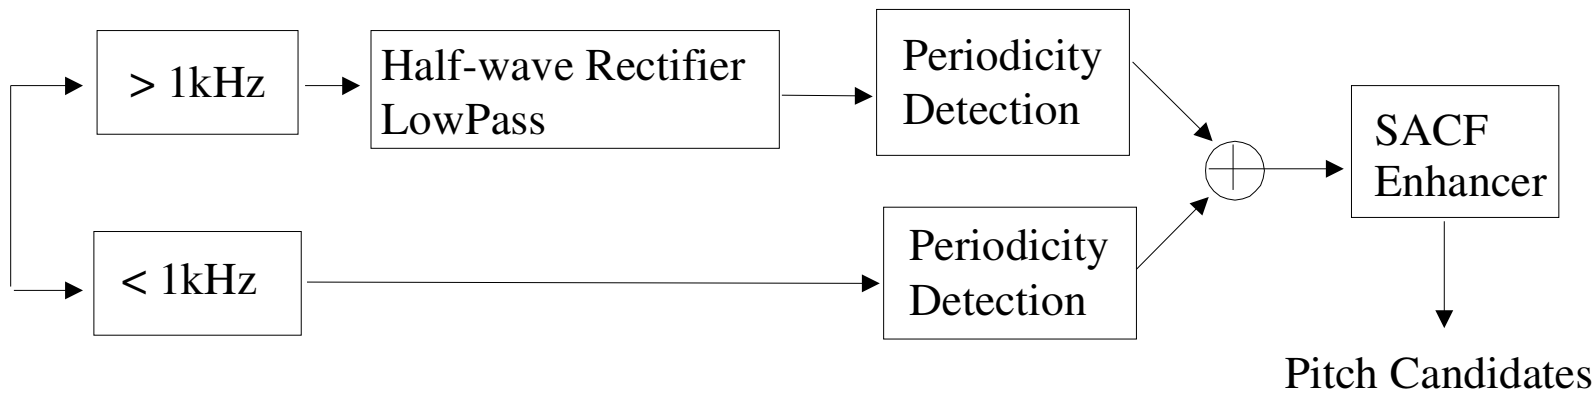 > 1kHz
Half-wave Rectifier
LowPass
Periodicity
Detection
SACF
Enhancer
< 1kHz
Periodicity
Detection
Pitch Candidates